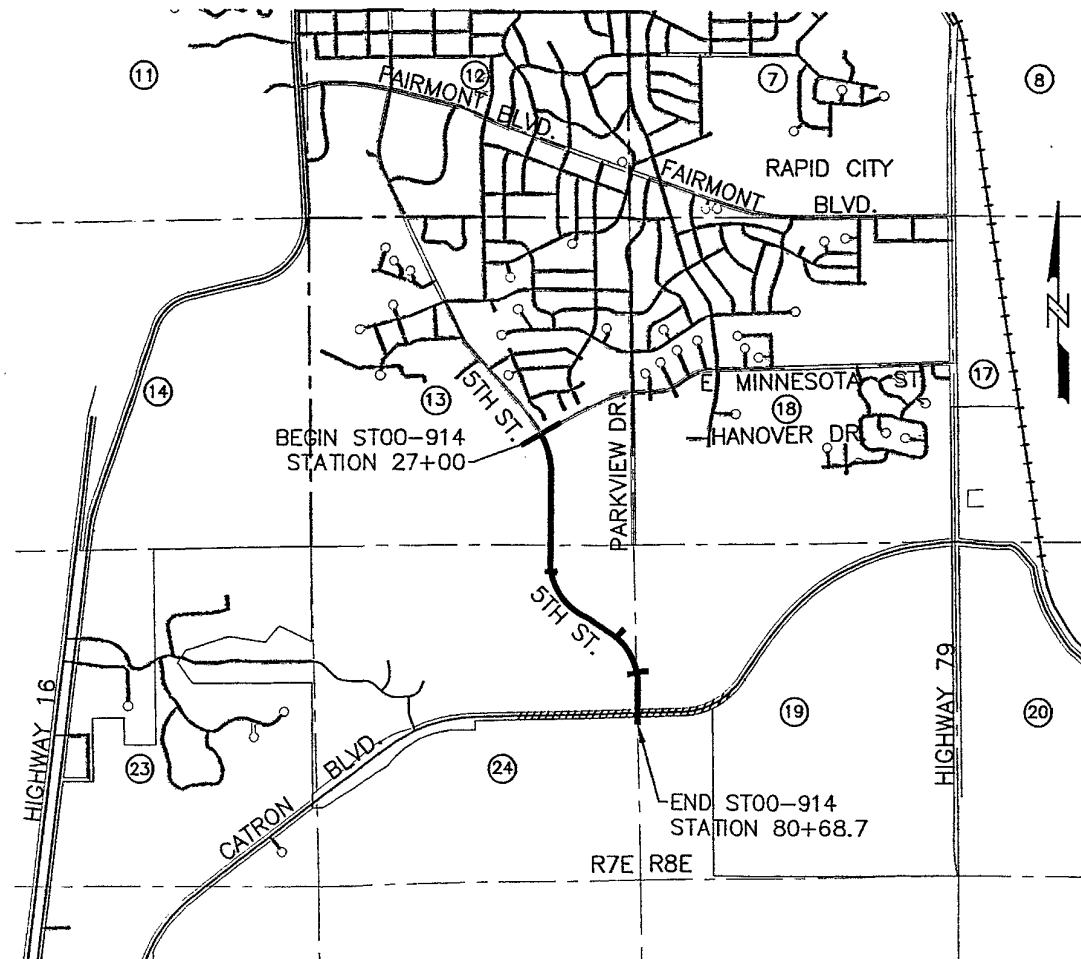 11
12
7
8
FAIRMONT
BLVD.
RAPID CITY
FAIRMONT
BLVD.
N
14
13
17
5TH ST.
E MINNESOTA ST
18
HANOVER DR
BEGIN ST00-914
STATION 27+00
PARKVIEW DR.
5TH ST.
HIGHWAY 16
HIGHWAY 79
19
20
23
24
CATRON
BLVD.
END ST00-914
STATION 80+68.7
R7E R8E